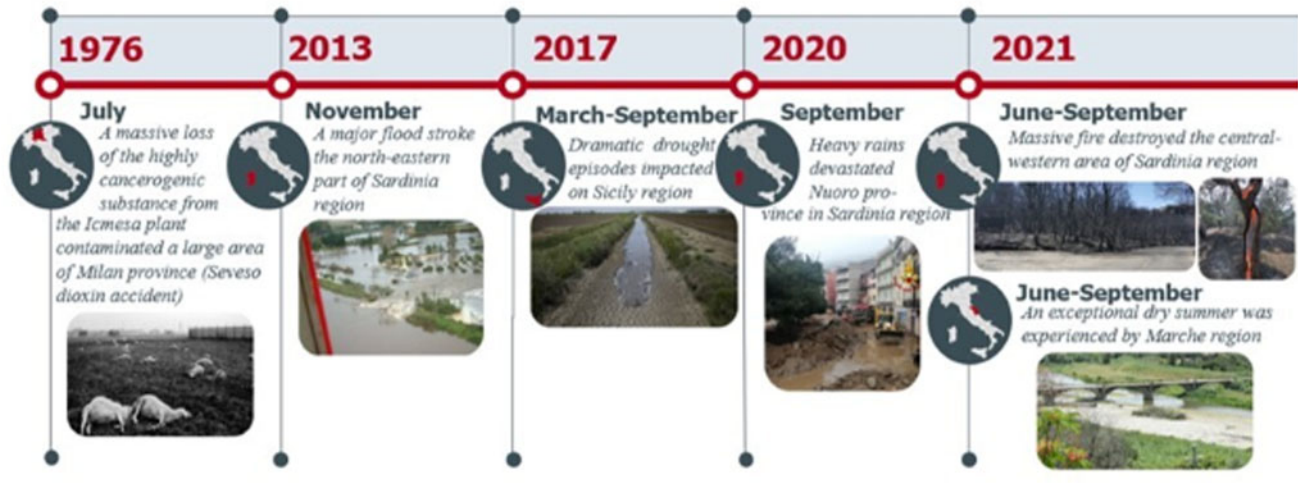 1976
July
A massive loss
of the highly
cancerogenic
substance from
the Icmesa plant
contaminated a large area
of Milan province (Seveso
dioxin accident)
2013
November
A major flood stroke
the north-eastern
part of Sardinia
region
2017
March-September
Dramatic drought
episodes impacted
on Sicily region
2020
September
Heavy rains
devastated
Nuoro pro-
vince in Sardinia region
2021
June-September
Massive fire destroyed the central-
western area of Sardinia region
June-September
An exceptional dry summer was
experienced by Marche region